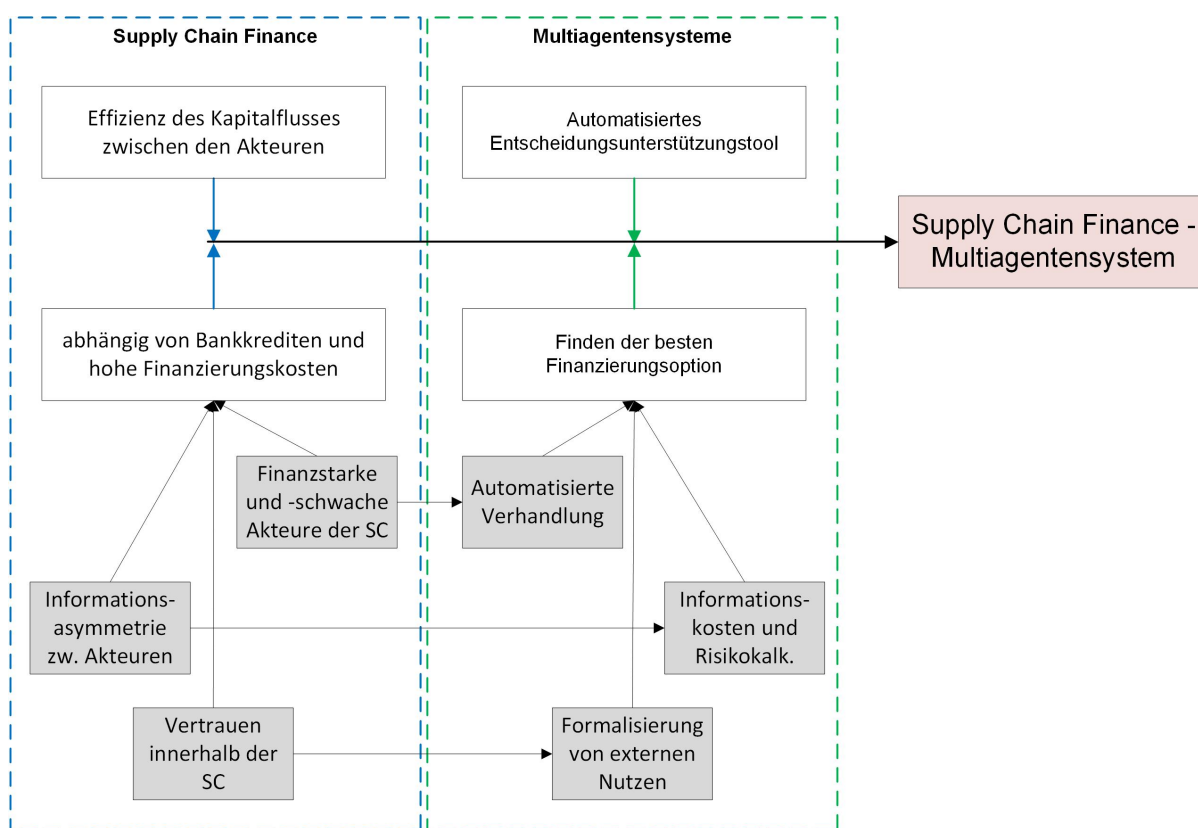 Supply Chain Finance
Multiagentensysteme
Effizienz des Kapitalflusses
zwischen den Akteuren
Automatisiertes
Entscheidungsunterstützungstool
Supply Chain Finance -
Multiagentensystem
abhängig von Bankkrediten und
hohe Finanzierungskosten
Finden der besten
Finanzierungsoption
Finanzstarke
und -schwache
Akteure der SC
Automatisierte
Verhandlung
Informations-
asymmetrie
zw. Akteuren
Informations-
kosten und
Risikokalk.
Vertrauen
innerhalb der
SC
Formalisierung
von externen
Nutzen